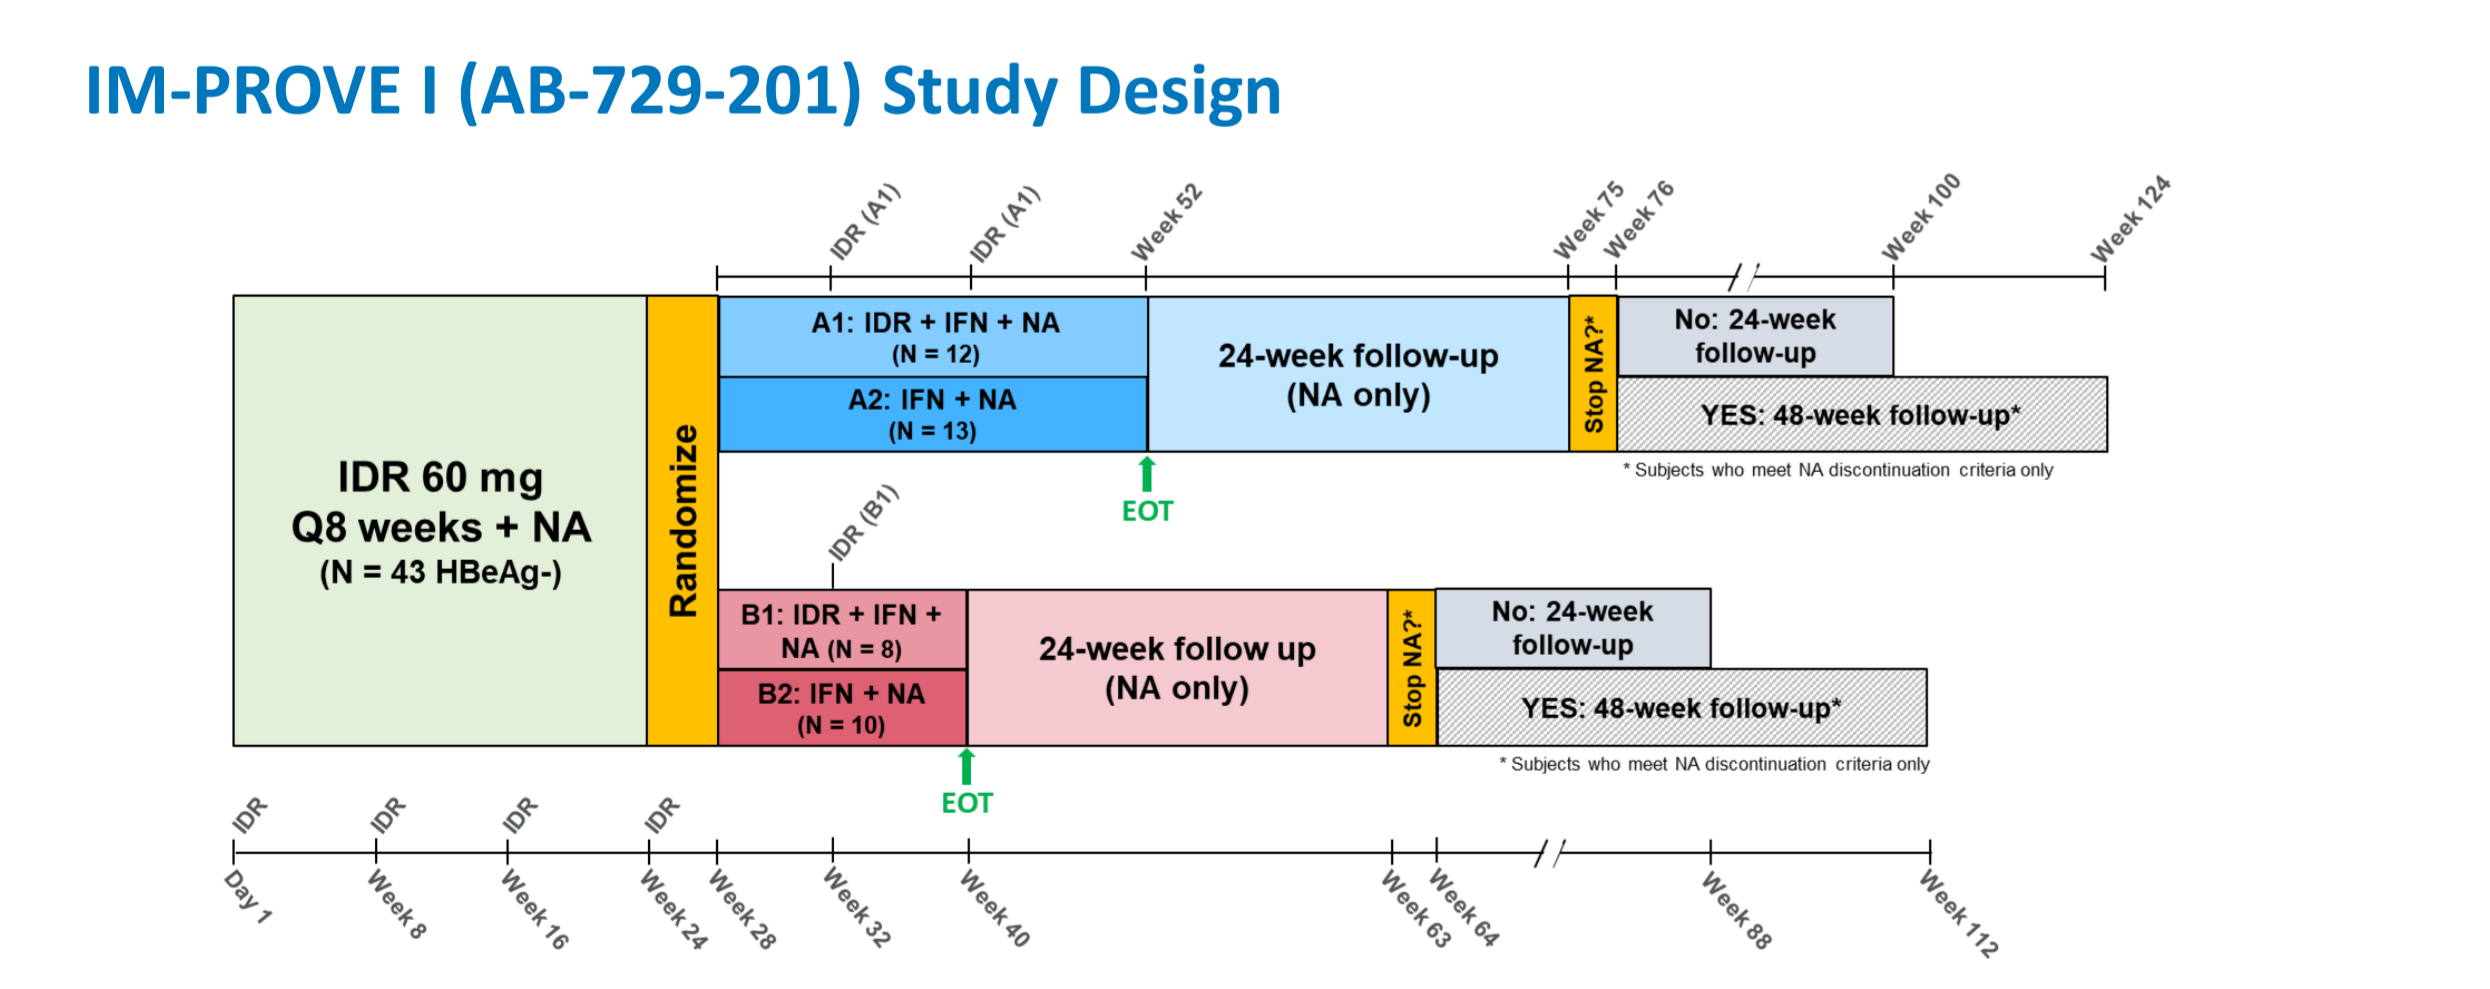 IM-PROVE I (AB-729-201) Study Design
IDR (A1)
IDR (A1)
Week 52
Week 75
Week 76
Week 100
Week 124
IDR 60 mg
Q8 weeks + NA
(N = 43 HBeAg-)
Randomize
A1: IDR + IFN + NA
(N = 12)
A2: IFN + NA
(N = 13)
24-week follow-up
(NA only)
Stop NA?*
No: 24-week
follow-up
YES: 48-week follow-up*
* Subjects who meet NA discontinuation criteria only
EOT
IDR (B1)
B1: IDR + IFN +
NA (N = 8)
B2: IFN + NA
(N = 10)
24-week follow up
(NA only)
Stop NA?*
No: 24-week
follow-up
YES: 48-week follow-up*
* Subjects who meet NA discontinuation criteria only
EOT
IDR
IDR
IDR
IDR
Day 1
Week 8
Week 16
Week 24
Week 28
Week 32
Week 40
Week 63
Week 64
Week 88
Week 112